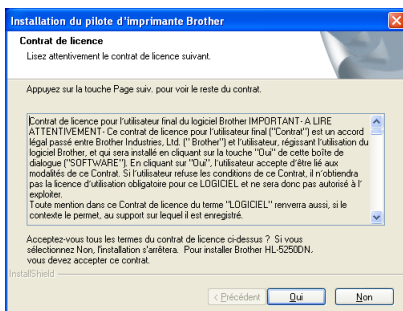 Installation du pilote d'imprimante Brother
Contrat de licence
Lisez attentivement le contrat de licence suivant.
Appuyez sur la touche Page suiv. pour voir le reste du contrat.
Contrat de licence pour l'utilisateur final du logiciel Brother IMPORTANT- A LIRE
ATTENTIVEMENT- Ce contrat de licence pour l'utilisateur final ("Contrat") est un accord
légal passé entre Brother Industries, Ltd. (" Brother") et l'utilisateur, régissant l'utilisation du
logiciel Brother, et qui sera installé en cliquant sur la touche "Oui" de cette boîte de
dialogue ("SOFTWARE"). En cliquant sur "Oui", l'utilisateur accepte d'être lié aux
modalités de ce Contrat. Si l'utilisateur refuse les conditions de ce Contrat, il n'obtiendra
pas la licence d'utilisation obligatoire pour ce LOGICIEL et ne sera donc pas autorisé à l'
exploiter.
Toute mention dans ce Contrat de licence du terme "LOGICIEL" renverra aussi, si le
contexte le permet, au support sur lequel il est enregistré.
Acceptez-vous tous les termes du contrat de licence ci-dessus ? Si vous
sélectionnez Non, l'installation s'arrêtera. Pour installer Brother HL-5250DN,
vous devez accepter ce contrat.
InstallShield
< Précédent
Oui
Non